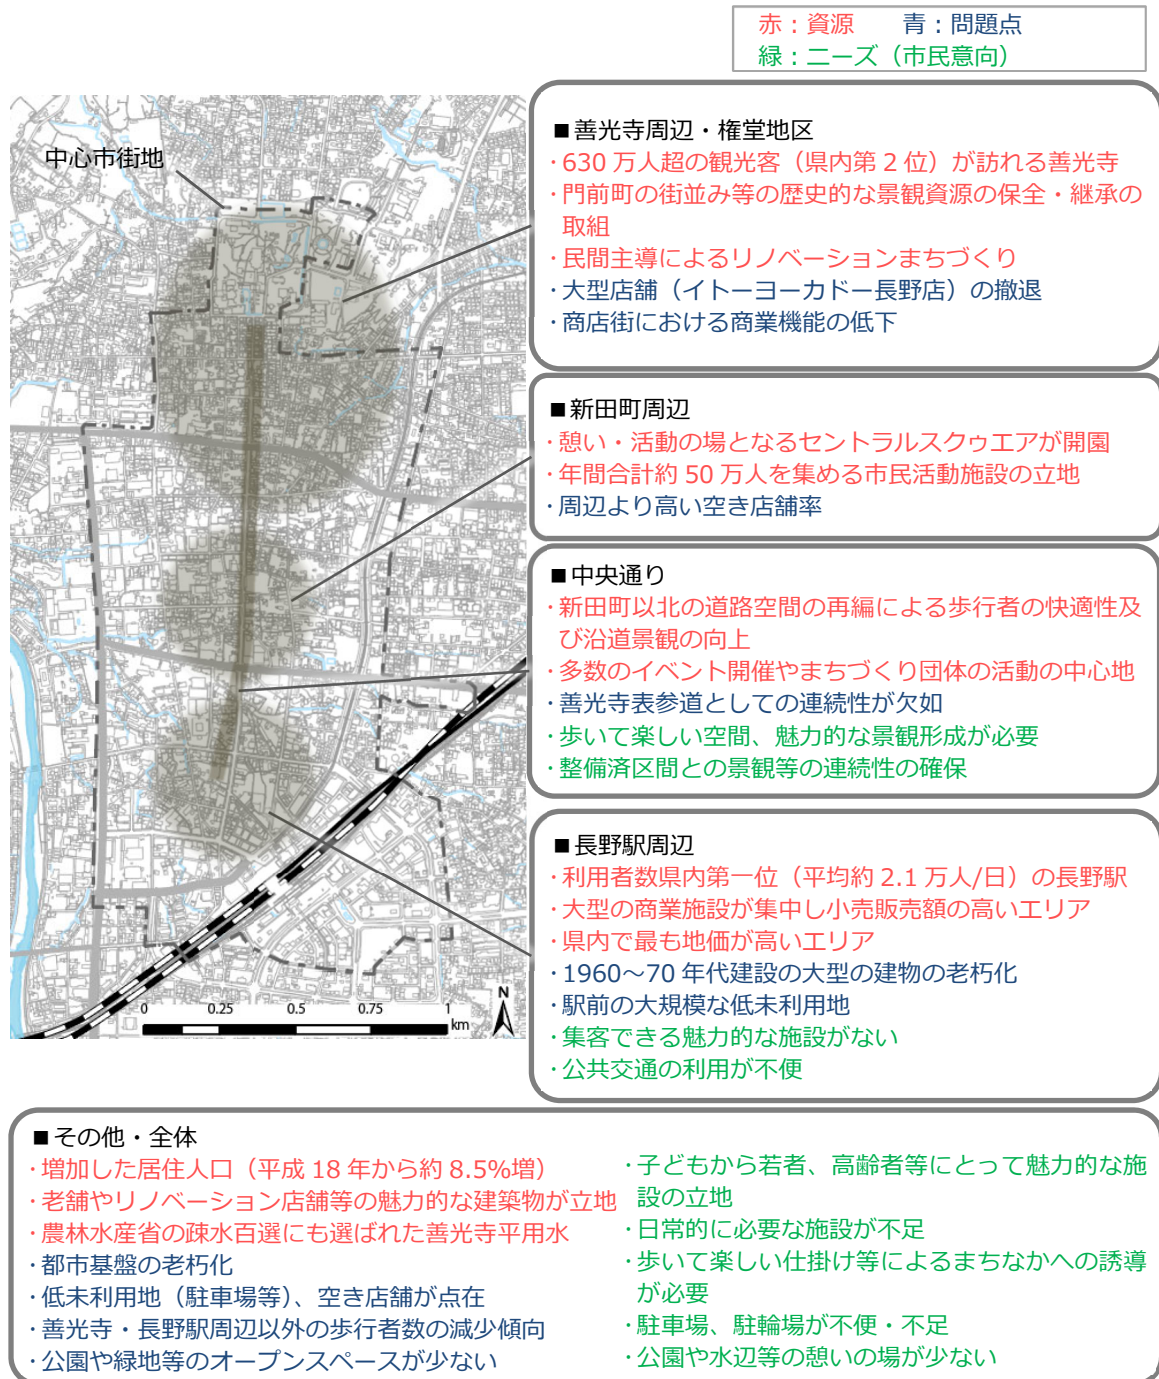 赤：資源　青：問題点
緑：ニーズ（市民意向）
中心市街地
■善光寺周辺・権堂地区
・630 万人超の観光客（県内第 2 位）が訪れる善光寺
・門前町の街並み等の歴史的な景観資源の保全・継承の
取組
・民間主導によるリノベーションまちづくり
・大型店舗（イトーヨーカドー長野店）の撤退
・商店街における商業機能の低下
■新田町周辺
・憩い・活動の場となるセントラルスクゥエアが開園
・年間合計約 50 万人を集める市民活動施設の立地
・周辺より高い空き店舗率
■中央通り
・新田町以北の道路空間の再編による歩行者の快適性及
び沿道景観の向上
・多数のイベント開催やまちづくり団体の活動の中心地
・善光寺表参道としての連続性が欠如
・歩いて楽しい空間、魅力的な景観形成が必要
・整備済区間との景観等の連続性の確保
■長野駅周辺
・利用者数県内第一位（平均約 2.1 万人/日）の長野駅
・大型の商業施設が集中し小売販売額の高いエリア
・県内で最も地価が高いエリア
・1960～70 年代建設の大型の建物の老朽化
・駅前の大規模な低未利用地
・集客できる魅力的な施設がない
・公共交通の利用が不便
0 0.25 0.5 0.75 1
km
N
■その他・全体
・増加した居住人口（平成 18 年から約 8.5%増）
・老舗やリノベーション店舗等の魅力的な建築物が立地
・農林水産省の疎水百選にも選ばれた善光寺平用水
・都市基盤の老朽化
・低未利用地（駐車場等）、空き店舗が点在
・善光寺・長野駅周辺以外の歩行者数の減少傾向
・公園や緑地等のオープンスペースが少ない
・子どもから若者、高齢者等にとって魅力的な施
設の立地
・日常的に必要な施設が不足
・歩いて楽しい仕掛け等によるまちなかへの誘導
が必要
・駐車場、駐輪場が不便・不足
・公園や水辺等の憩いの場が少ない